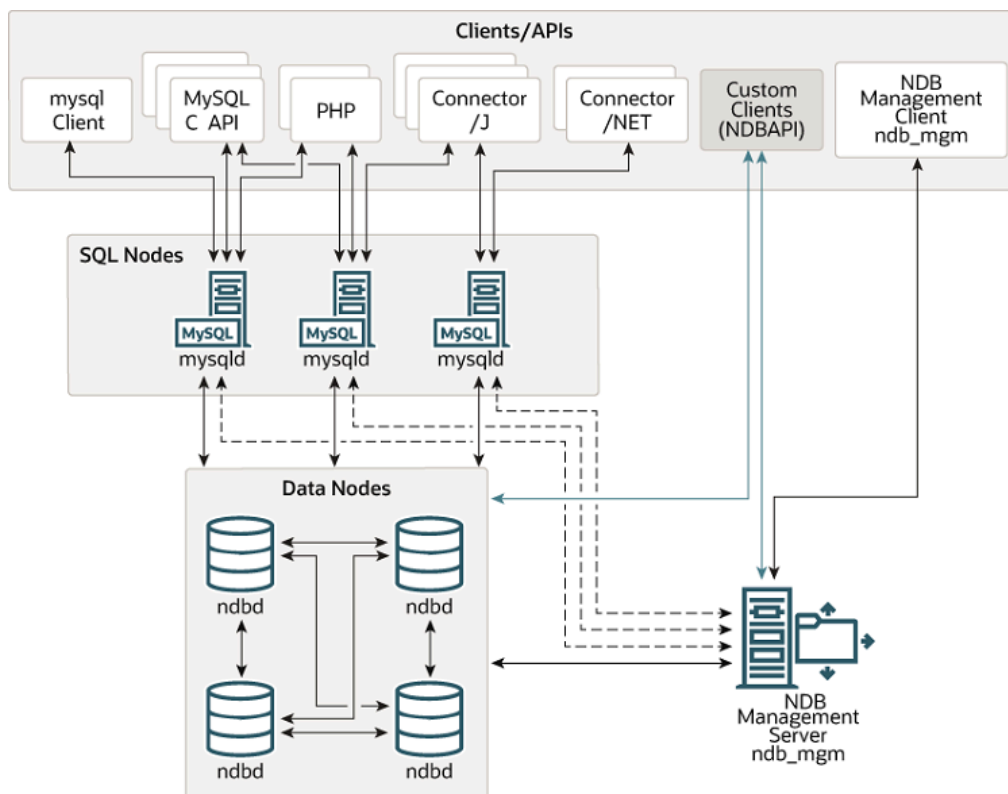 Clients/APIs
mysql
Client
MySQL
C API
PHP
Connector
/J
Connector
/NET
Custom
Clients
(NDBAPI)
NDB
Management
Client
ndb_mgm
SQL Nodes
MySQL
mysqld
MySQL
mysqld
MySQL
mysqld
Data Nodes
ndbd
ndbd
ndbd
ndbd
NDB
Management
Server
ndb_mgm